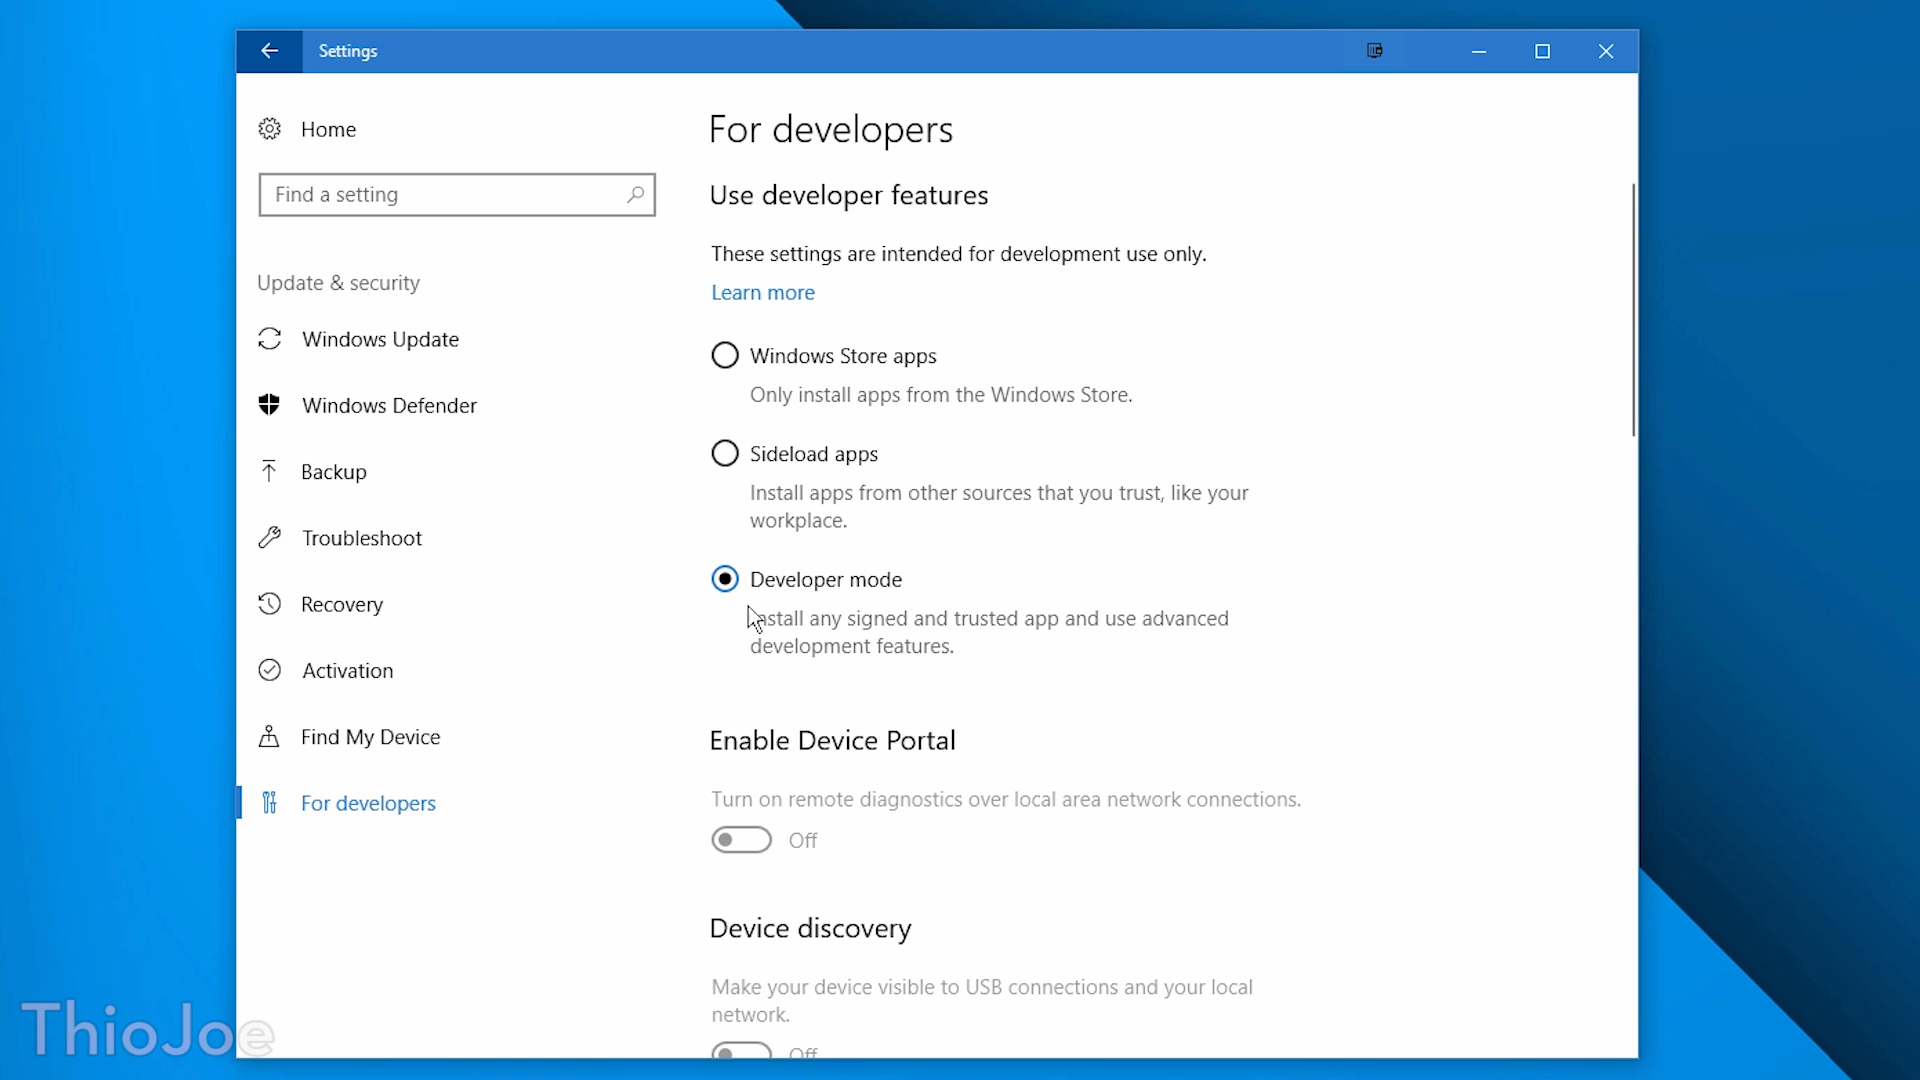 Settings
Home
Find a setting
Update & security
Windows Update
Windows Defender
Backup
Troubleshoot
Recovery
Activation
Find My Device
For developers
For developers
Use developer features
These settings are intended for development use only.
Learn more
Windows Store apps
Only install apps from the Windows Store.
Sideload apps
Install apps from other sources that you trust, like your
workplace.
Developer mode
Install any signed and trusted app and use advanced
development features.
Enable Device Portal
Turn on remote diagnostics over local area network connections.
Off
Device discovery
Make your device visible to USB connections and your local
network.
Off
ThioJoe